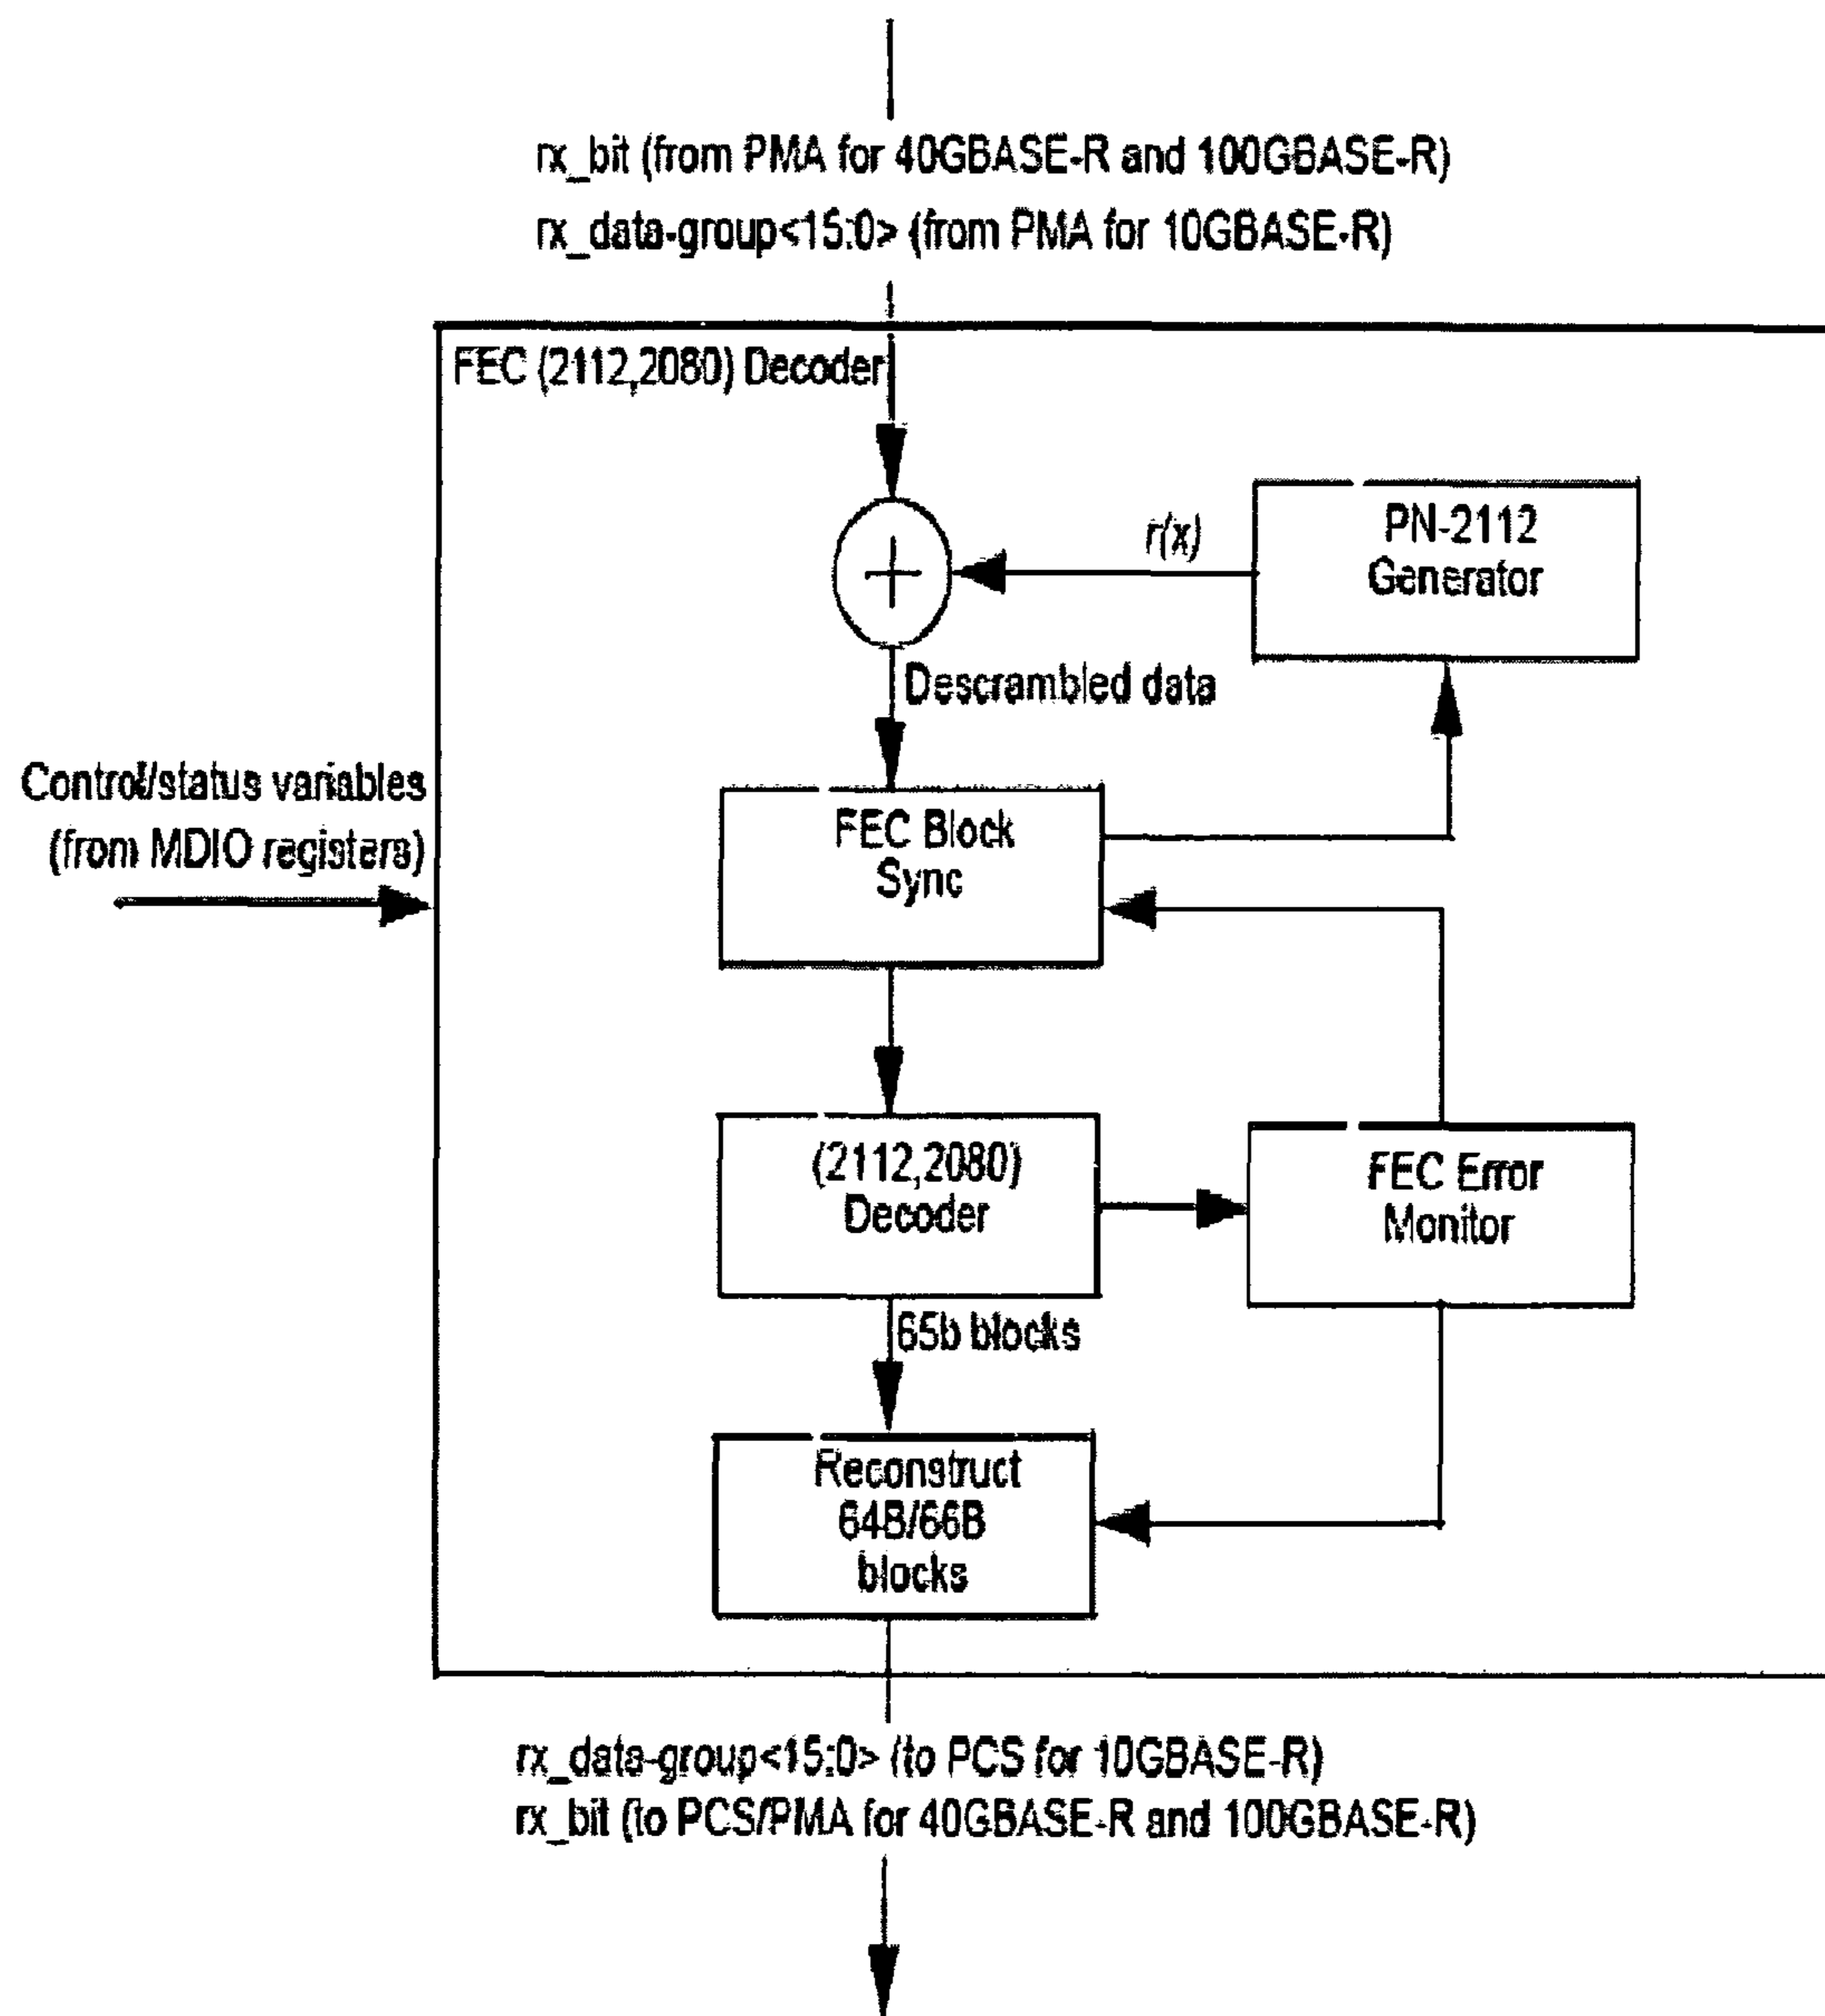 rx_bit (from PMA for 40GBASE-R and 100GBASE-R)
rx_data-group<15:0> (from PMA for 10GBASE-R)
FEC (2112,2080) Decoder
r(x)
PN-2112
Generator
Descrambled data
Control/status variables
(from MDIO registers)
FEC Block
Sync
(2112,2080)
Decoder
FEC Error
Monitor
65b blocks
Reconstruct
64B/66B
blocks
rx_data-group<15:0> (to PCS for 10GBASE-R)
rx_bit (to PCS/PMA for 40GBASE-R and 100GBASE-R)